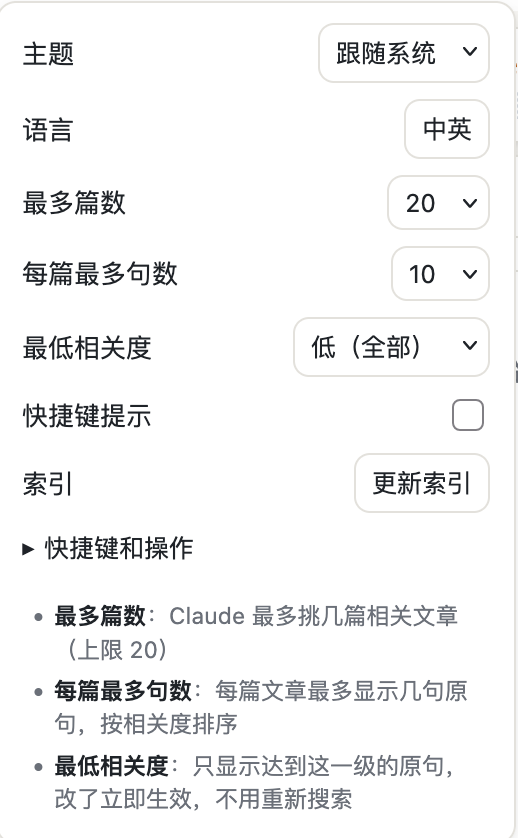 主题 跟随系统
语言 中英
最多篇数 20
每篇最多句数 10
最低相关度 低（全部）
快捷键提示
索引 更新索引
▸ 快捷键和操作
• 最多篇数：Claude 最多挑几篇相关文章
（上限 20）
• 每篇最多句数：每篇文章最多显示几句原
句，按相关度排序
• 最低相关度：只显示达到这一级的原句，
改了立即生效，不用重新搜索